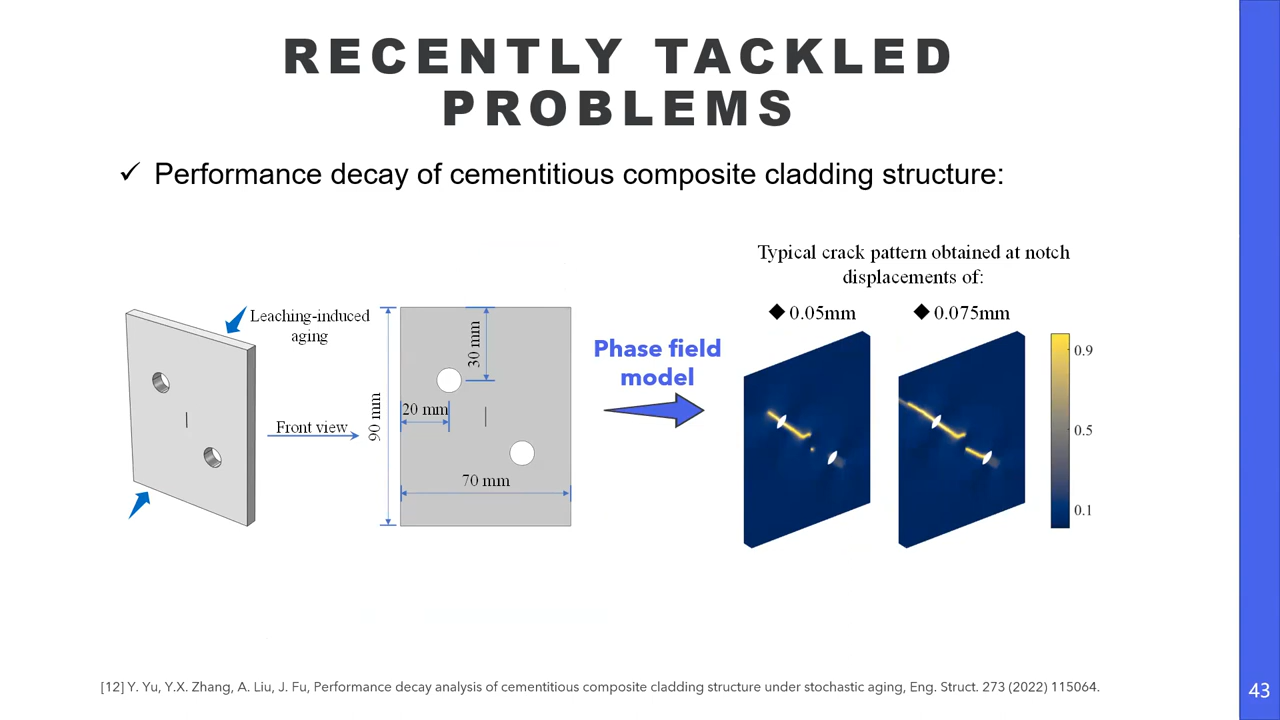 RECENTLY TACKLED
PROBLEMS
✓ Performance decay of cementitious composite cladding structure:
Leaching-induced
aging
Front view
30 mm
20 mm
90 mm
70 mm
Phase field
model
Typical crack pattern obtained at notch
displacements of:
◆ 0.05mm
◆ 0.075mm
0.9
0.5
0.1
[12] Y. Yu, Y.X. Zhang, A. Liu, J. Fu, Performance decay analysis of cementitious composite cladding structure under stochastic aging, Eng. Struct. 273 (2022) 115064.
43